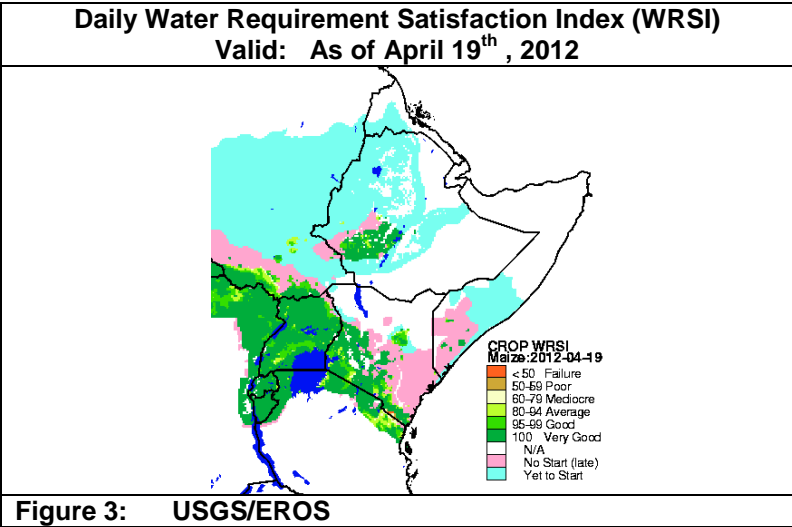 Daily Water Requirement Satisfaction Index (WRSI)
Valid: As of April 19th , 2012
CROP WRSI
Maize:2012-04-19
< 50 Failure
50-59 Poor
60-79 Mediocre
80-94 Average
95-99 Good
100 Very Good
N/A
No Start (late)
Yet to Start
Figure 3: USGS/EROS